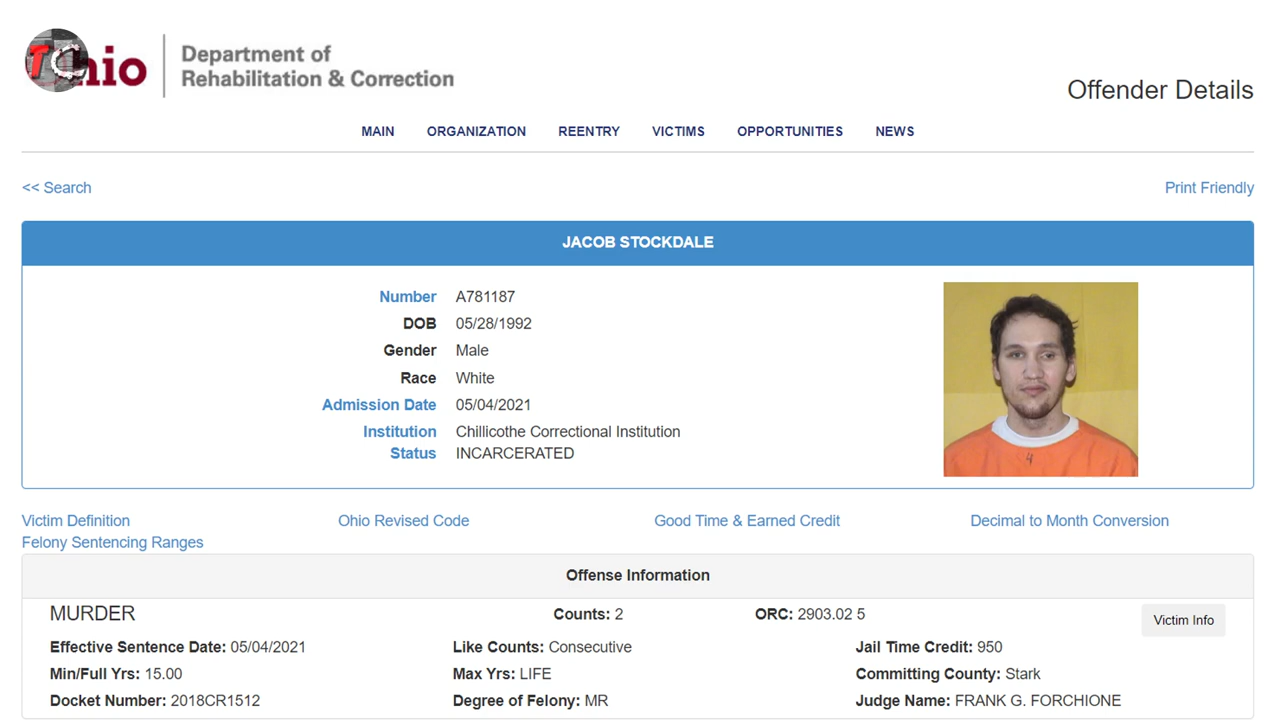 Ohio
Department of
Rehabilitation & Correction
Offender Details
MAIN ORGANIZATION REENTRY VICTIMS OPPORTUNITIES NEWS
<< Search Print Friendly
JACOB STOCKDALE
Number A781187
DOB 05/28/1992
Gender Male
Race White
Admission Date 05/04/2021
Institution Chillicothe Correctional Institution
Status INCARCERATED
4
Victim Definition Ohio Revised Code Good Time & Earned Credit Decimal to Month Conversion
Felony Sentencing Ranges
Offense Information
MURDER Counts: 2 ORC: 2903.02 5 Victim Info
Effective Sentence Date: 05/04/2021 Like Counts: Consecutive Jail Time Credit: 950
Min/Full Yrs: 15.00 Max Yrs: LIFE Committing County: Stark
Docket Number: 2018CR1512 Degree of Felony: MR Judge Name: FRANK G. FORCHIONE